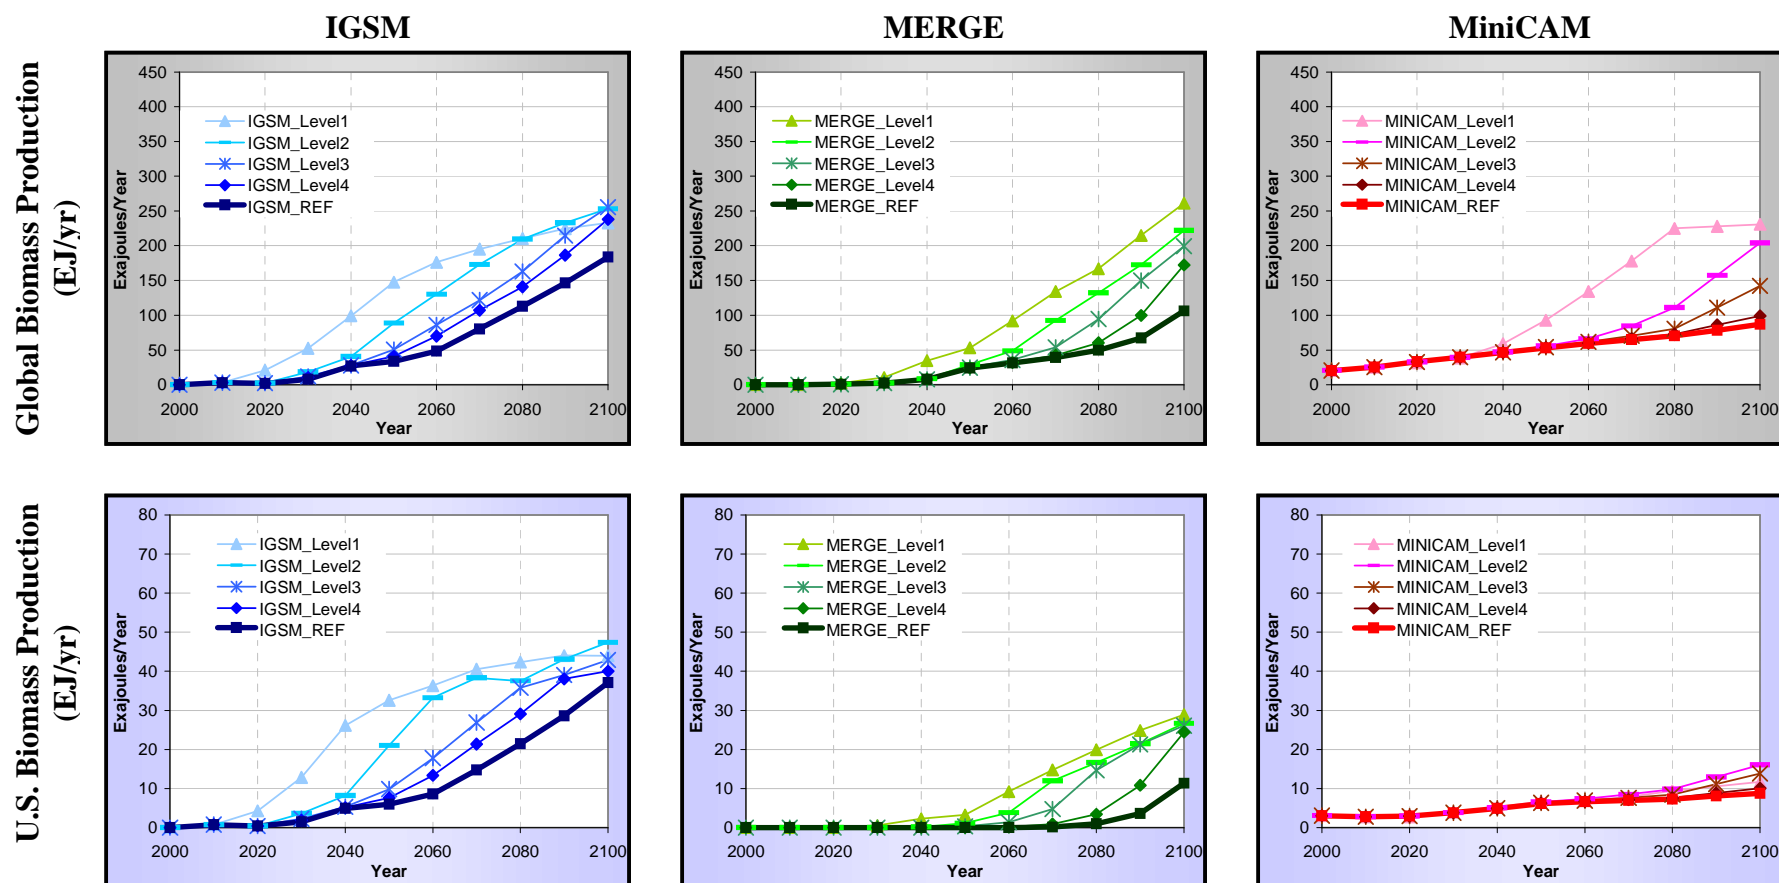 IGSM
MERGE
MiniCAM
Global Biomass Production
(EJ/yr)
Exajoules/Year
450
400
350
300
250
200
150
100
50
0
IGSM_Level1
IGSM_Level2
IGSM_Level3
IGSM_Level4
IGSM_REF
2000 2020 2040 2060 2080 2100
Year
Exajoules/Year
450
400
350
300
250
200
150
100
50
0
MERGE_Level1
MERGE_Level2
MERGE_Level3
MERGE_Level4
MERGE_REF
2000 2020 2040 2060 2080 2100
Year
Exajoules/Year
450
400
350
300
250
200
150
100
50
0
MINICAM_Level1
MINICAM_Level2
MINICAM_Level3
MINICAM_Level4
MINICAM_REF
2000 2020 2040 2060 2080 2100
Year
U.S. Biomass Production
(EJ/yr)
Exajoules/Year
80
70
60
50
40
30
20
10
0
IGSM_Level1
IGSM_Level2
IGSM_Level3
IGSM_Level4
IGSM_REF
2000 2020 2040 2060 2080 2100
Year
Exajoules/Year
80
70
60
50
40
30
20
10
0
MERGE_Level1
MERGE_Level2
MERGE_Level3
MERGE_Level4
MERGE_REF
2000 2020 2040 2060 2080 2100
Year
Exajoules/Year
80
70
60
50
40
30
20
10
0
MINICAM_Level1
MINICAM_Level2
MINICAM_Level3
MINICAM_Level4
MINICAM_REF
2000 2020 2040 2060 2080 2100
Year